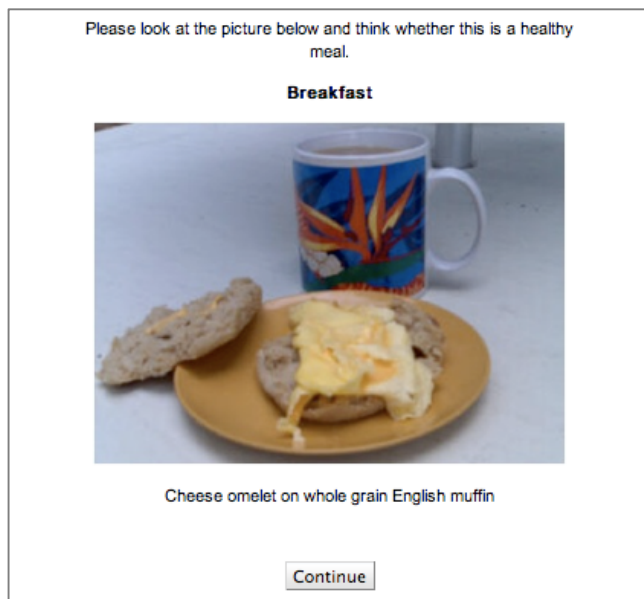 Please look at the picture below and think whether this is a healthy
meal.
Breakfast
Cheese omelet on whole grain English muffin
Continue